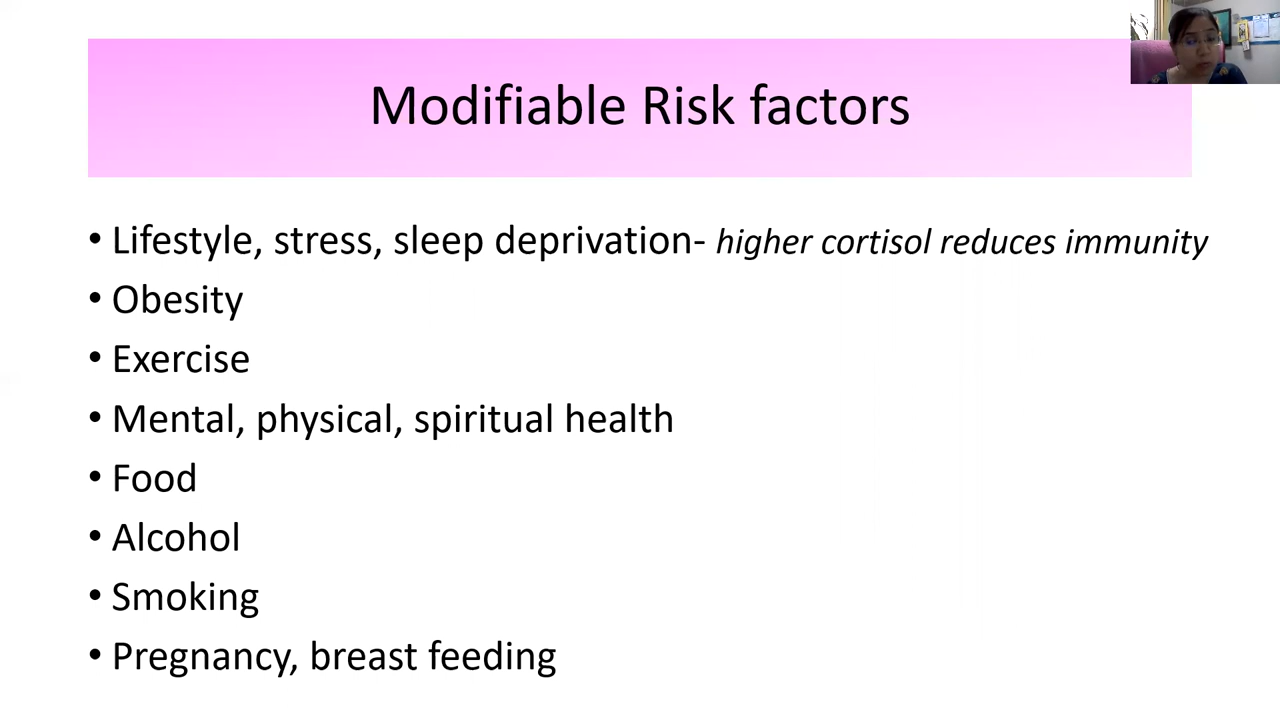 Modifiable Risk factors
• Lifestyle, stress, sleep deprivation- higher cortisol reduces immunity
• Obesity
• Exercise
• Mental, physical, spiritual health
• Food
• Alcohol
• Smoking
• Pregnancy, breast feeding